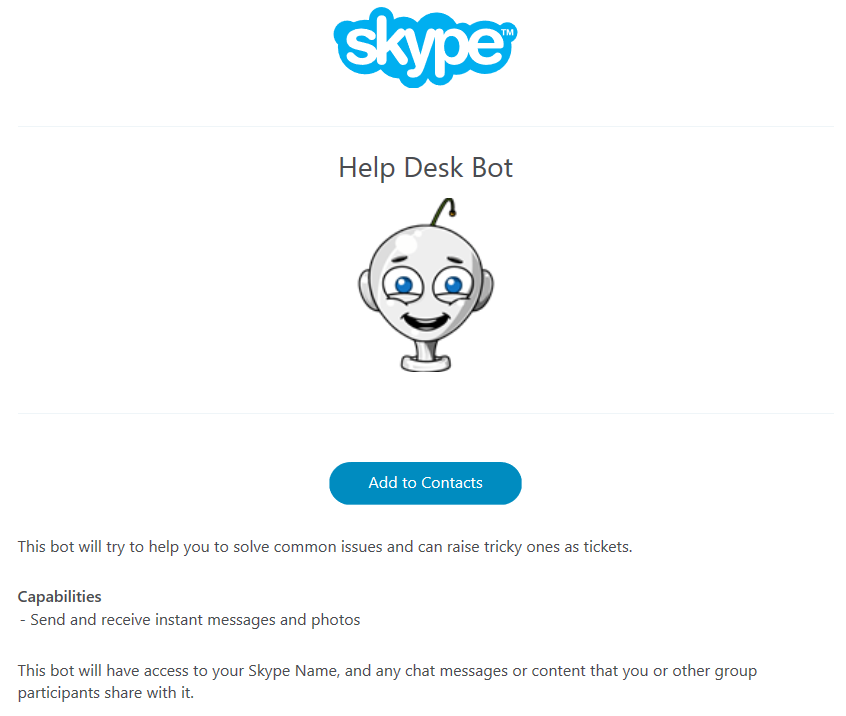 skype™
Help Desk Bot
Add to Contacts
This bot will try to help you to solve common issues and can raise tricky ones as tickets.
Capabilities
- Send and receive instant messages and photos
This bot will have access to your Skype Name, and any chat messages or content that you or other group
participants share with it.